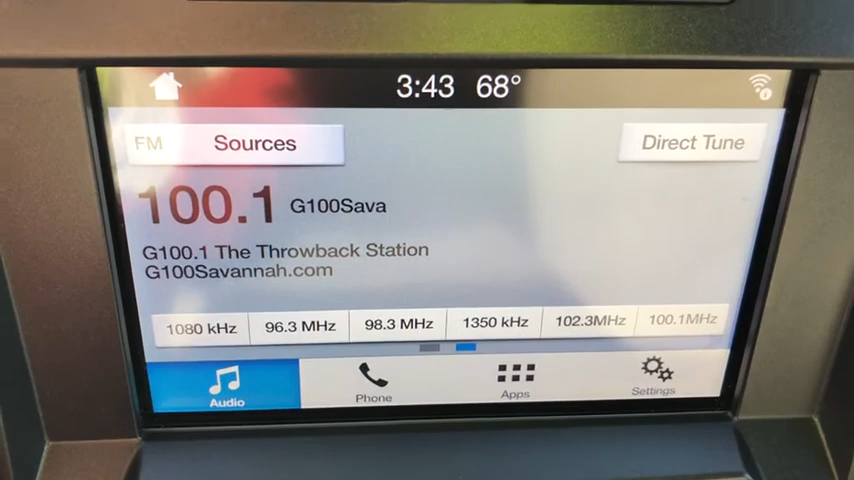 3:43 68°
FM Sources Direct Tune
100.1 G100Sava
G100.1 The Throwback Station
G100Savannah.com
1080 kHz 96.3 MHz 98.3 MHz 1350 kHz 102.3MHz 100.1MHz
Audio Phone Apps Settings